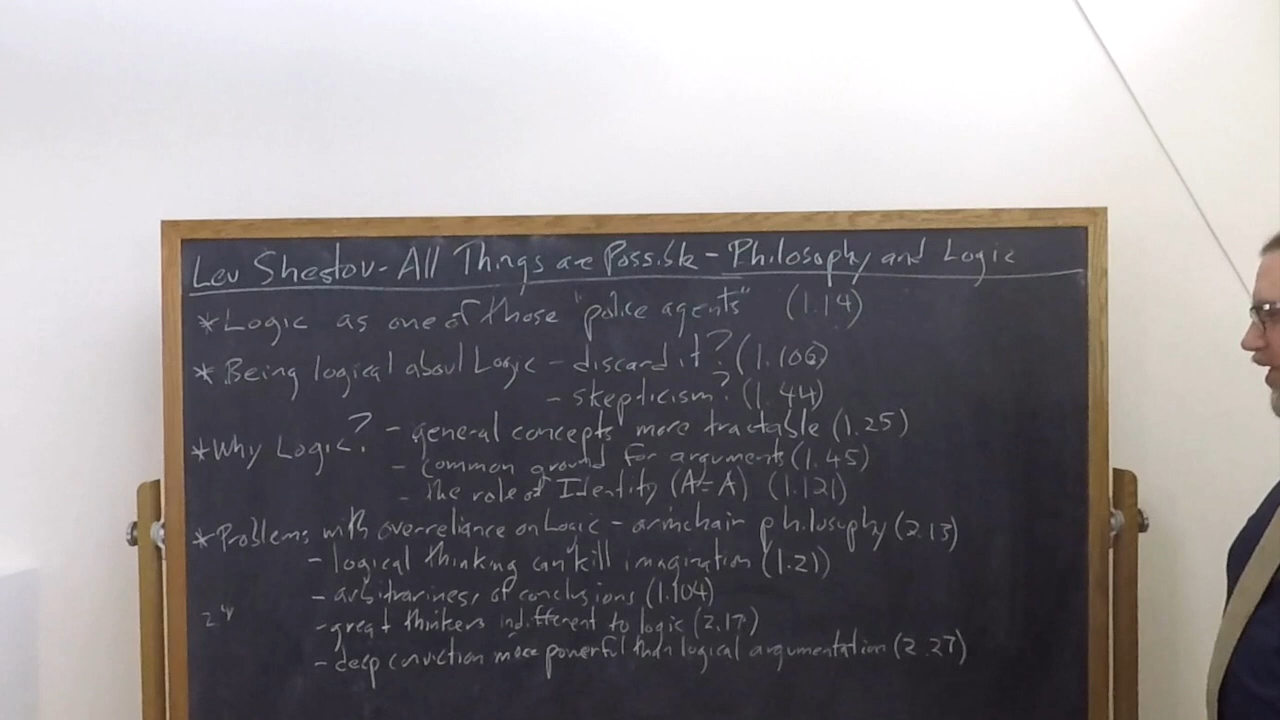 Lev Shestov - All Things are Possible - Philosophy and Logic
* Logic as one of those "police agents" (1.14)
* Being logical about Logic - discard it? (1.106)
- skepticism? (1.44)
* Why Logic? - general concepts more tractable (1.25)
- common ground for arguments (1.45)
- the role of Identity (A=A) (1.121)
* Problems with overreliance on Logic - armchair philosophy (2.13)
- logical thinking can kill imagination (1.21)
- arbitrariness of conclusions (1.104)
- great thinkers indifferent to logic (2.17)
- deep conviction more powerful than logical argumentation (2.27)